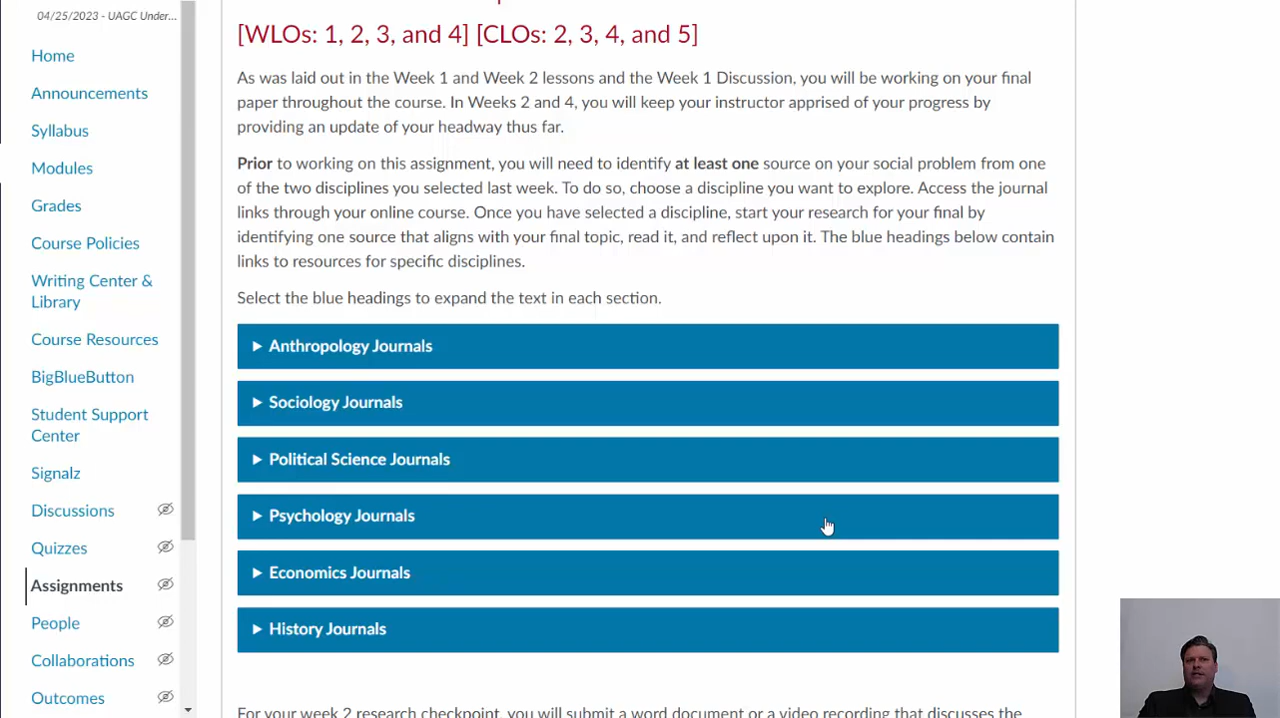 04/25/2023 - UAGC Under...
Home
Announcements
Syllabus
Modules
Grades
Course Policies
Writing Center &
Library
Course Resources
BigBlueButton
Student Support
Center
Signalz
Discussions
Quizzes
Assignments
People
Collaborations
Outcomes
[WLOs: 1, 2, 3, and 4] [CLOs: 2, 3, 4, and 5]
As was laid out in the Week 1 and Week 2 lessons and the Week 1 Discussion, you will be working on your final
paper throughout the course. In Weeks 2 and 4, you will keep your instructor apprised of your progress by
providing an update of your headway thus far.
Prior to working on this assignment, you will need to identify at least one source on your social problem from one
of the two disciplines you selected last week. To do so, choose a discipline you want to explore. Access the journal
links through your online course. Once you have selected a discipline, start your research for your final by
identifying one source that aligns with your final topic, read it, and reflect upon it. The blue headings below contain
links to resources for specific disciplines.
Select the blue headings to expand the text in each section.
Anthropology Journals
Sociology Journals
Political Science Journals
Psychology Journals
Economics Journals
History Journals
For your week 2 research checkpoint, you will submit a word document or a video recording that discusses the